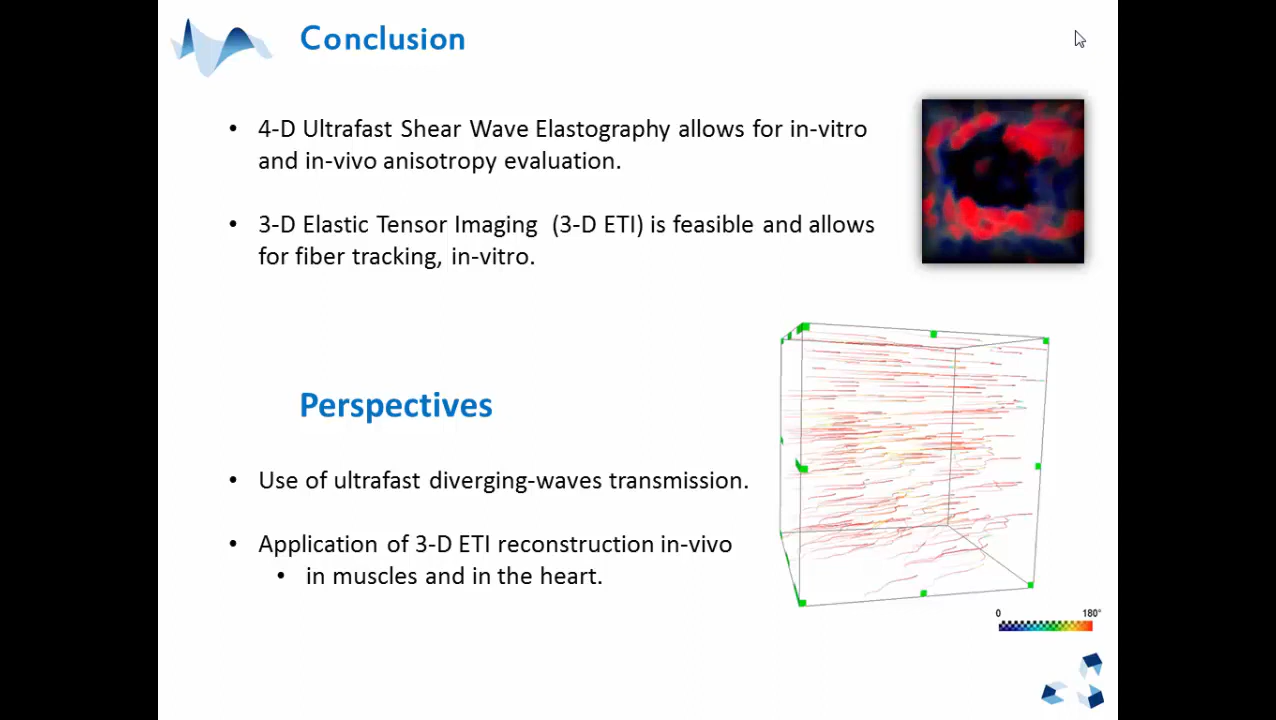 Conclusion
• 4-D Ultrafast Shear Wave Elastography allows for in-vitro
and in-vivo anisotropy evaluation.
• 3-D Elastic Tensor Imaging (3-D ETI) is feasible and allows
for fiber tracking, in-vitro.
Perspectives
• Use of ultrafast diverging-waves transmission.
• Application of 3-D ETI reconstruction in-vivo
• in muscles and in the heart.
0 180°